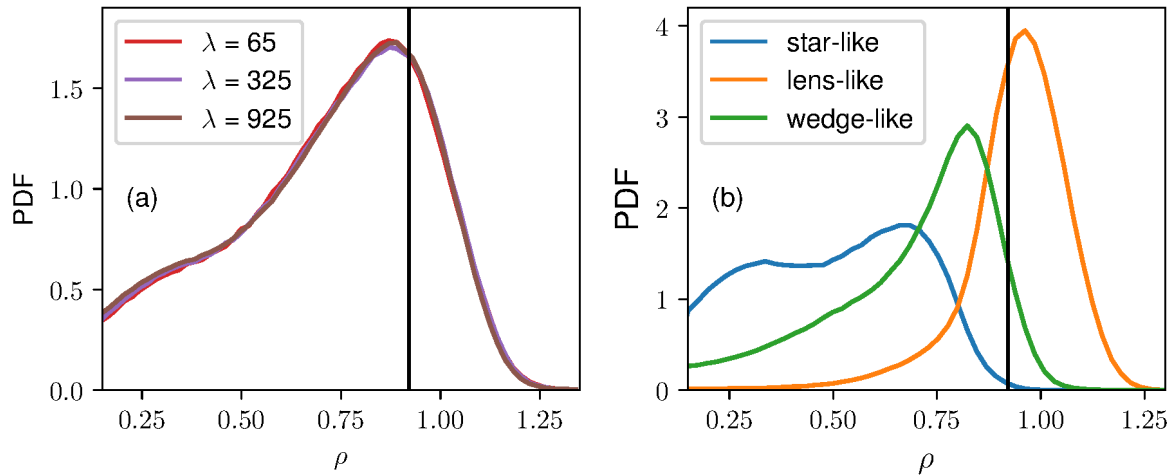 λ = 65
λ = 325
λ = 925
(a)
PDF
0.0
0.5
1.0
1.5
0.25
0.50
0.75
1.00
1.25
ρ
star-like
lens-like
wedge-like
(b)
PDF
0
1
2
3
4
0.25
0.50
0.75
1.00
1.25
ρ